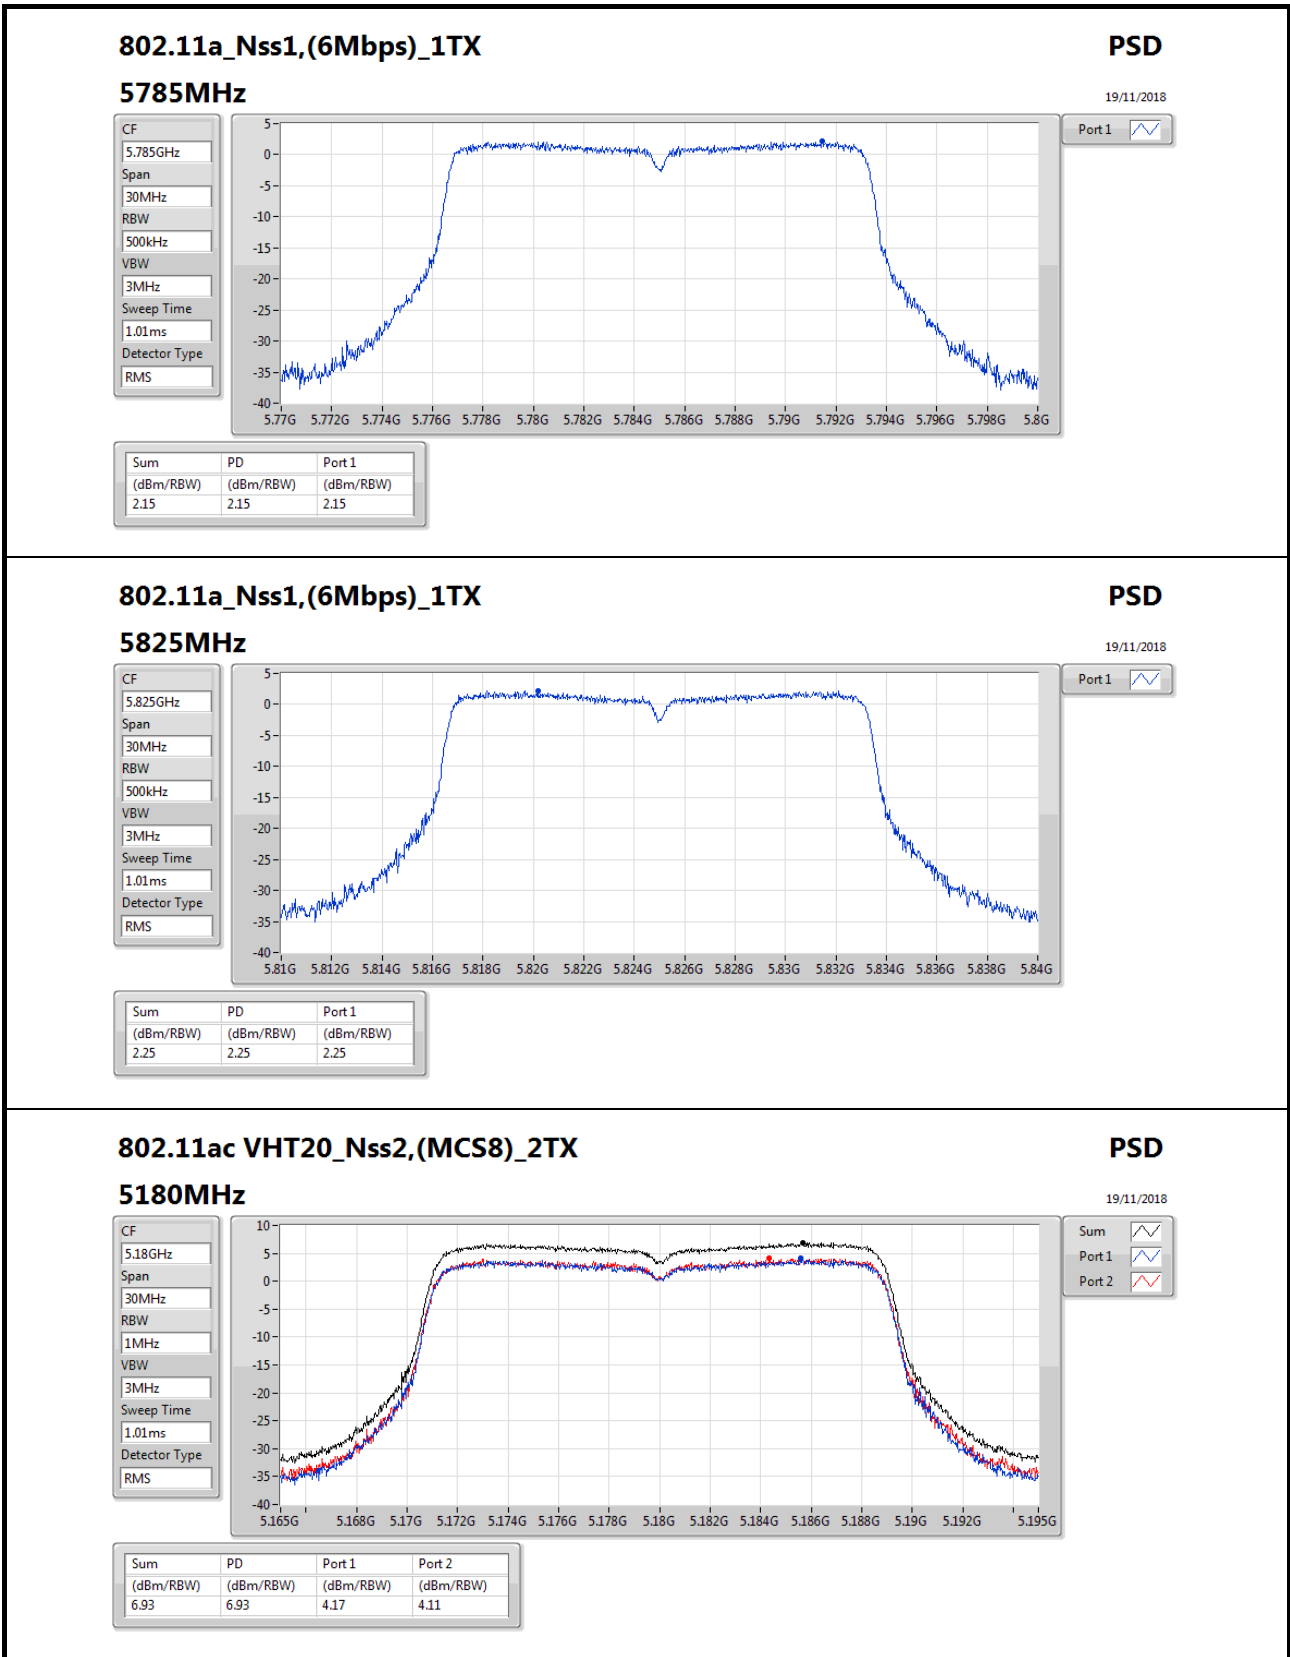 802.11a_Nss1,(6Mbps)_1TX PSD
5785MHz 19/11/2018
CF
5.785GHz
Span
30MHz
RBW
500kHz
VBW
3MHz
Sweep Time
1.01ms
Detector Type
RMS
5
0
-5
-10
-15
-20
-25
-30
-35
-40
5.77G 5.772G 5.774G 5.776G 5.778G 5.78G 5.782G 5.784G 5.786G 5.788G 5.79G 5.792G 5.794G 5.796G 5.798G 5.8G
Port 1
Sum PD Port 1
(dBm/RBW) (dBm/RBW) (dBm/RBW)
2.15 2.15 2.15
802.11a_Nss1,(6Mbps)_1TX PSD
5825MHz 19/11/2018
CF
5.825GHz
Span
30MHz
RBW
500kHz
VBW
3MHz
Sweep Time
1.01ms
Detector Type
RMS
5
0
-5
-10
-15
-20
-25
-30
-35
-40
5.81G 5.812G 5.814G 5.816G 5.818G 5.82G 5.822G 5.824G 5.826G 5.828G 5.83G 5.832G 5.834G 5.836G 5.838G 5.84G
Port 1
Sum PD Port 1
(dBm/RBW) (dBm/RBW) (dBm/RBW)
2.25 2.25 2.25
802.11ac VHT20_Nss2,(MCS8)_2TX PSD
5180MHz 19/11/2018
CF
5.18GHz
Span
30MHz
RBW
1MHz
VBW
3MHz
Sweep Time
1.01ms
Detector Type
RMS
10
5
0
-5
-10
-15
-20
-25
-30
-35
-40
5.165G 5.168G 5.17G 5.172G 5.174G 5.176G 5.178G 5.18G 5.182G 5.184G 5.186G 5.188G 5.19G 5.192G 5.195G
Sum
Port 1
Port 2
Sum PD Port 1 Port 2
(dBm/RBW) (dBm/RBW) (dBm/RBW) (dBm/RBW)
6.93 6.93 4.17 4.11